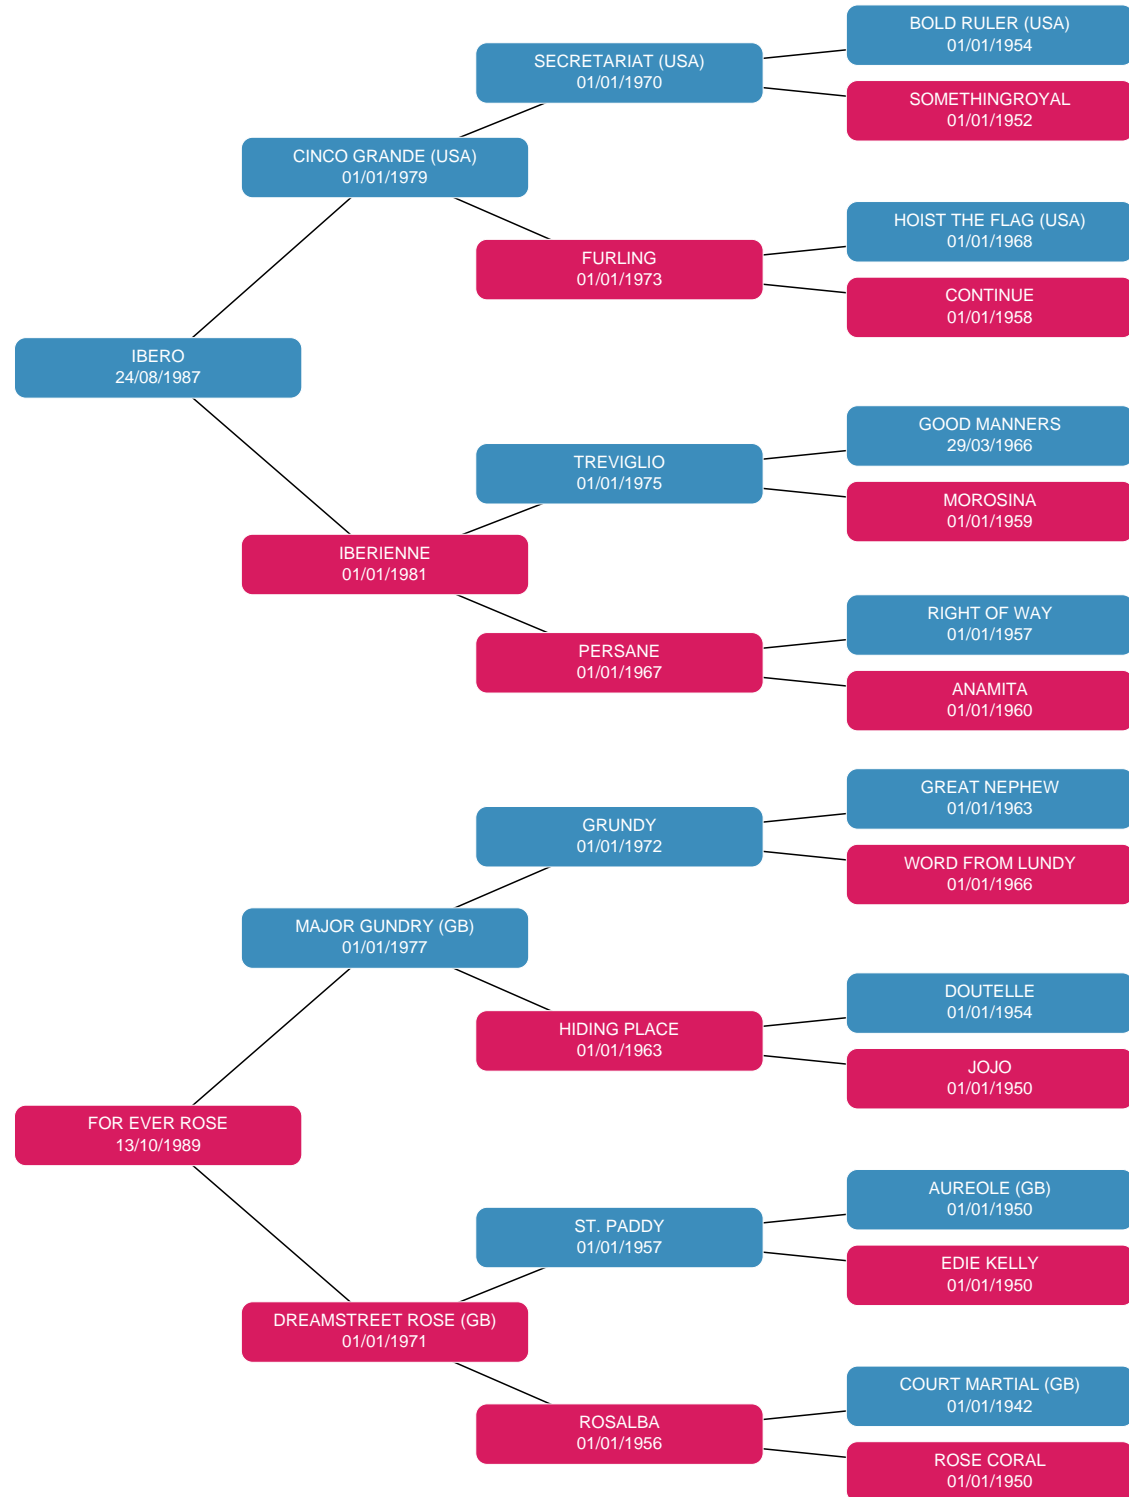 BOLD RULER (USA)
01/01/1954
SECRETARIAT (USA)
01/01/1970
SOMETHINGROYAL
01/01/1952
CINCO GRANDE (USA)
01/01/1979
HOIST THE FLAG (USA)
01/01/1968
FURLING
01/01/1973
CONTINUE
01/01/1958
IBERO
24/08/1987
GOOD MANNERS
29/03/1966
TREVIGLIO
01/01/1975
MOROSINA
01/01/1959
IBERIENNE
01/01/1981
RIGHT OF WAY
01/01/1957
PERSANE
01/01/1967
ANAMITA
01/01/1960
GREAT NEPHEW
01/01/1963
GRUNDY
01/01/1972
WORD FROM LUNDY
01/01/1966
MAJOR GUNDRY (GB)
01/01/1977
DOUTELLE
01/01/1954
HIDING PLACE
01/01/1963
JOJO
01/01/1950
FOR EVER ROSE
13/10/1989
AUREOLE (GB)
01/01/1950
ST. PADDY
01/01/1957
EDIE KELLY
01/01/1950
DREAMSTREET ROSE (GB)
01/01/1971
COURT MARTIAL (GB)
01/01/1942
ROSALBA
01/01/1956
ROSE CORAL
01/01/1950